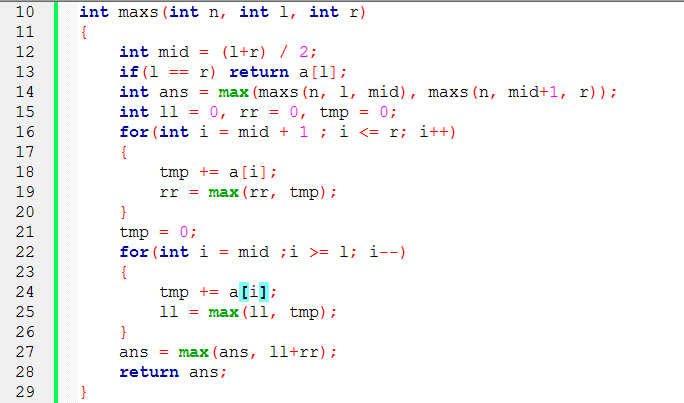 10 int maxs(int n, int l, int r)
11 {
12 int mid = (l+r) / 2;
13 if(l == r) return a[l];
14 int ans = max(maxs(n, l, mid), maxs(n, mid+1, r));
15 int ll = 0, rr = 0, tmp = 0;
16 for(int i = mid + 1 ; i <= r; i++)
17 {
18 tmp += a[i];
19 rr = max(rr, tmp);
20 }
21 tmp = 0;
22 for(int i = mid ;i >= l; i--)
23 {
24 tmp += a[i];
25 ll = max(ll, tmp);
26 }
27 ans = max(ans, ll+rr);
28 return ans;
29 }